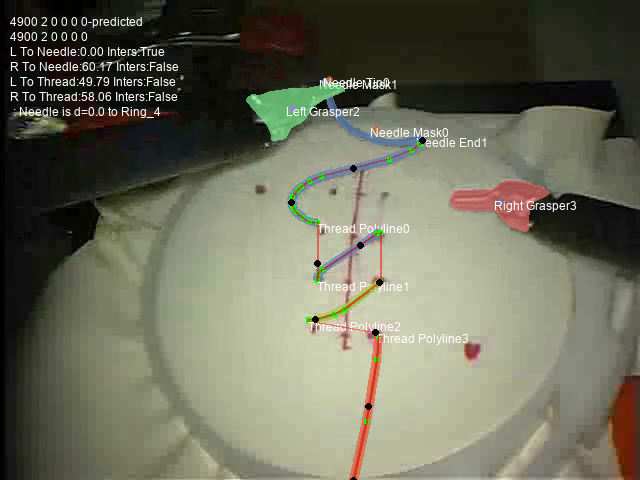 4900 2 0 0 0 0-predicted
4900 2 0 0 0 0
L To Needle:0.00 Inters:True
R To Needle:60.17 Inters:False
L To Thread:49.79 Inters:False
R To Thread:58.06 Inters:False
: Needle is d=0.0 to Ring_4
Needle Tip0
Needle Mask1
Left Grasper2
Needle Mask0
Needle End1
Right Grasper3
Thread Polyline0
Thread Polyline1
Thread Polyline2
Thread Polyline3